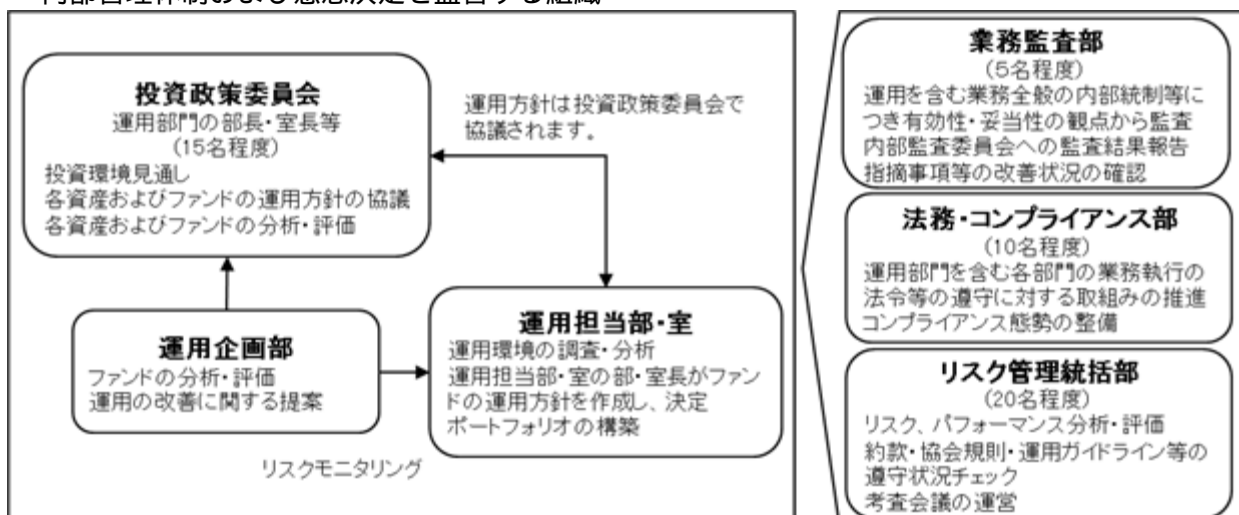 内部管理体制および意思決定を監督する組織
投資政策委員会
運用部門の部長・室長等
(15名程度)
投資環境見通し
各資産およびファンドの運用方針の協議
各資産およびファンドの分析・評価
運用方針は投資政策委員会で
協議されます。
運用企画部
ファンドの分析・評価
運用の改善に関する提案
運用担当部・室
運用環境の調査・分析
運用担当部・室の部・室長がファン
ドの運用方針を作成し、決定
ポートフォリオの構築
リスクモニタリング
業務監査部
(5名程度)
運用を含む業務全般の内部統制等に
つき有効性・妥当性の観点から監査
内部監査委員会への監査結果報告
指摘事項等の改善状況の確認
法務・コンプライアンス部
(10名程度)
運用部門を含む各部門の業務執行の
法令等の遵守に対する取組みの推進
コンプライアンス態勢の整備
リスク管理統括部
(20名程度)
リスク、パフォーマンス分析・評価
約款・協会規則・運用ガイドライン等の
遵守状況チェック
考査会議の運営